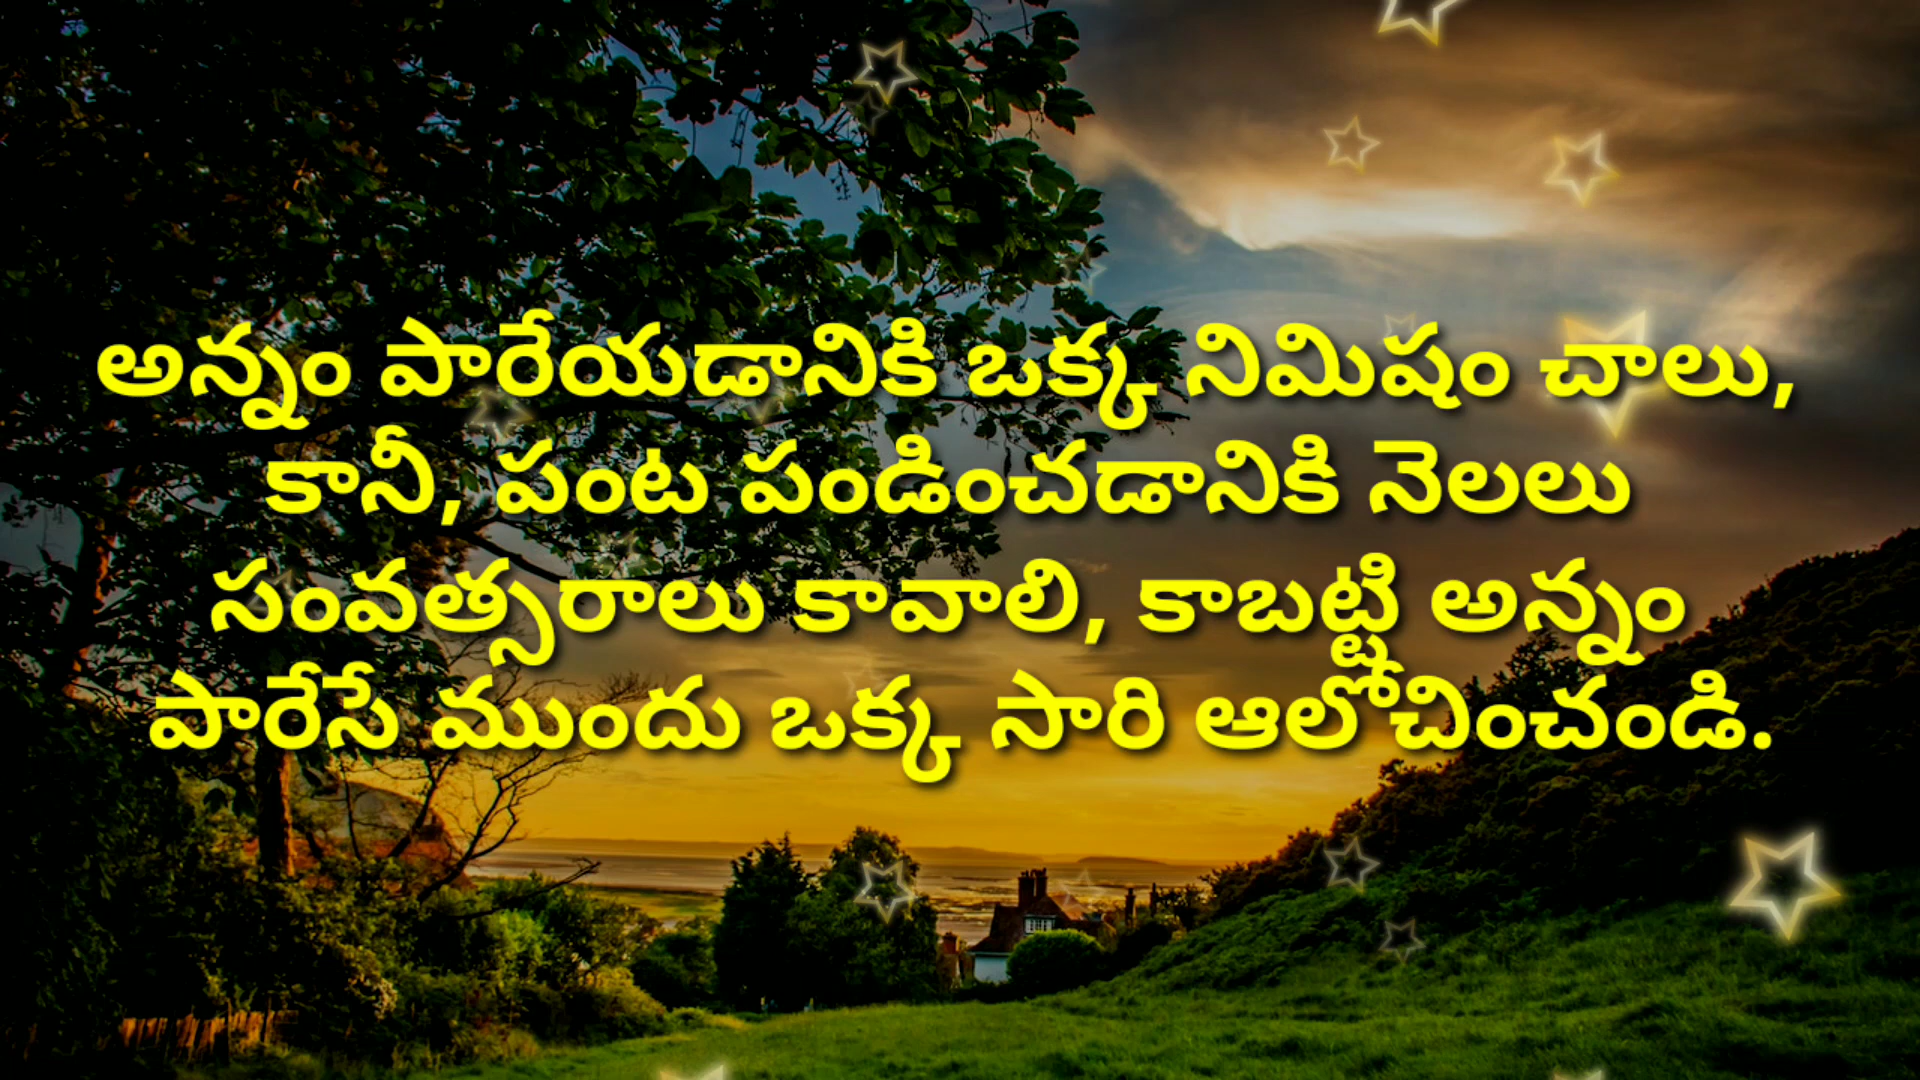 అన్నం పారేయడానికి ఒక్క నిమిషం చాలు,
కానీ, పంట పండించడానికి నెలలు
సంవత్సరాలు కావాలి, కాబట్టి అన్నం
పారేసే ముందు ఒక్క సారి ఆలోచించండి.